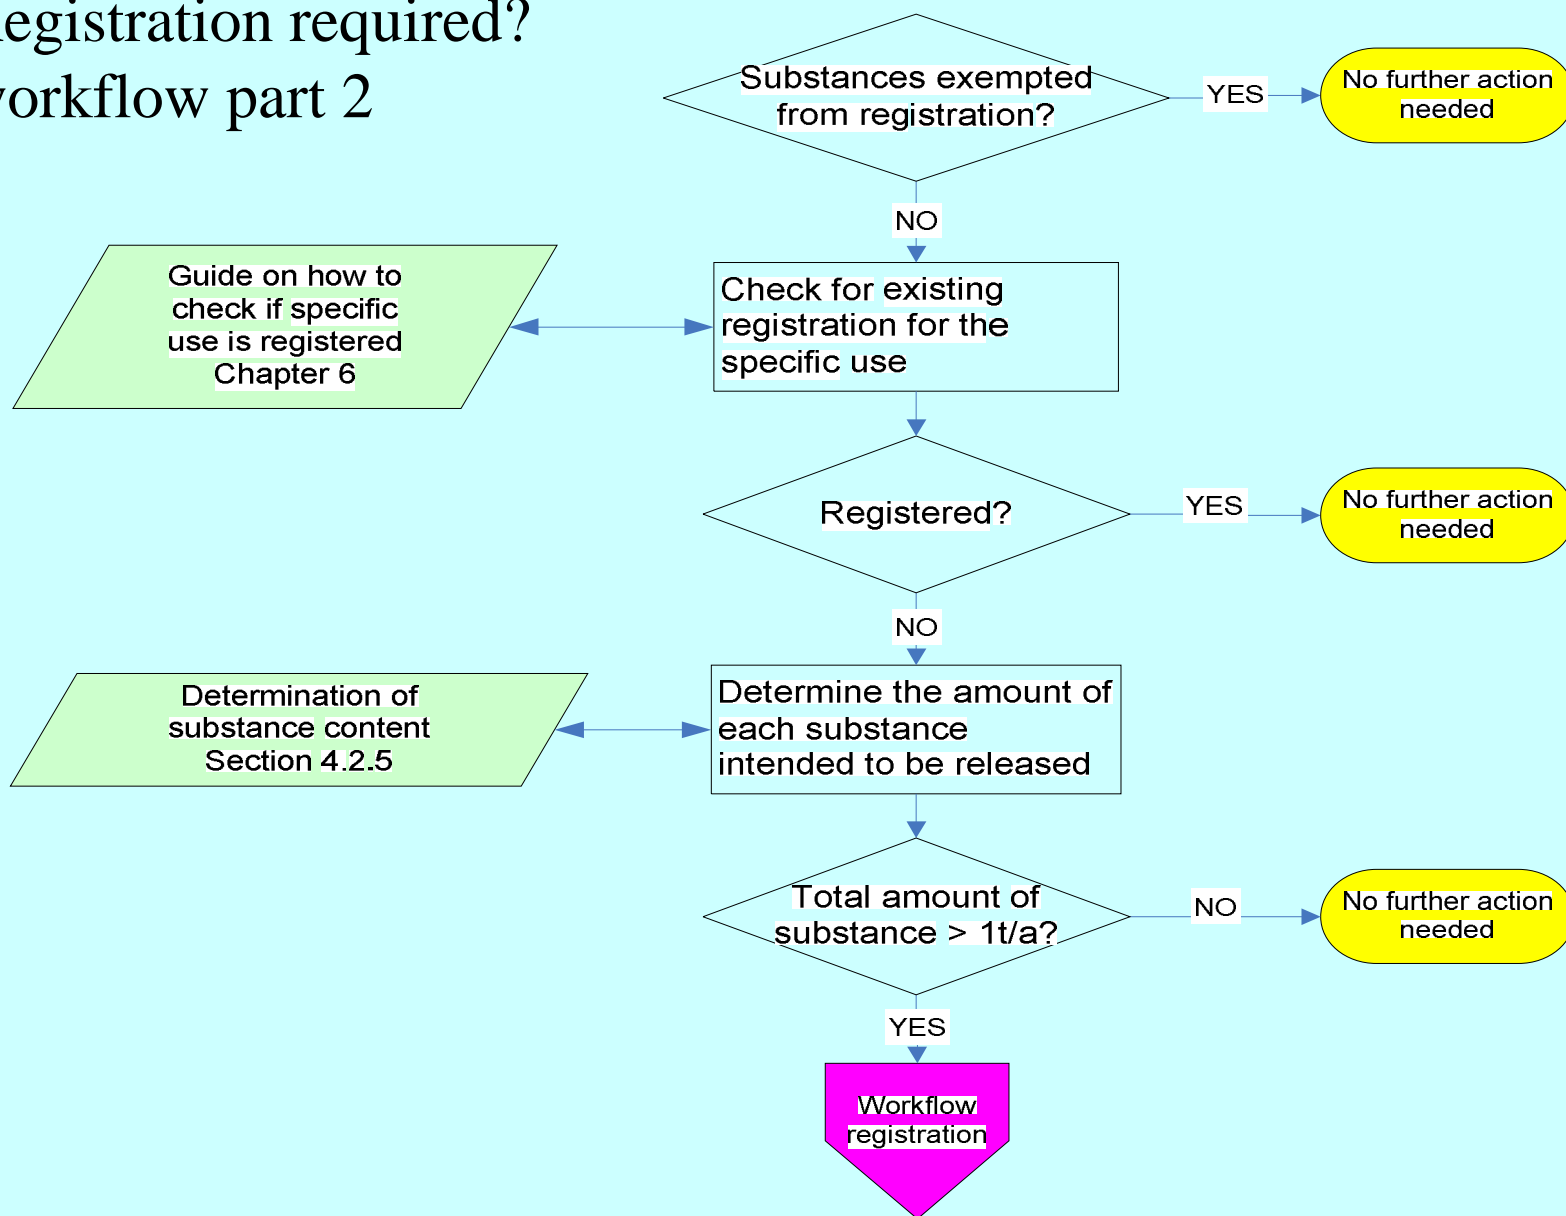 egistration required?
workflow part 2
Substances exempted
from registration?
YES
No further action
needed
NO
Guide on how to
check if specific
use is registered
Chapter 6
Check for existing
registration for the
specific use
Registered?
YES
No further action
needed
NO
Determination of
substance content
Section 4.2.5
Determine the amount of
each substance
intended to be released
Total amount of
substance > 1t/a?
NO
No further action
needed
YES
Workflow
registration